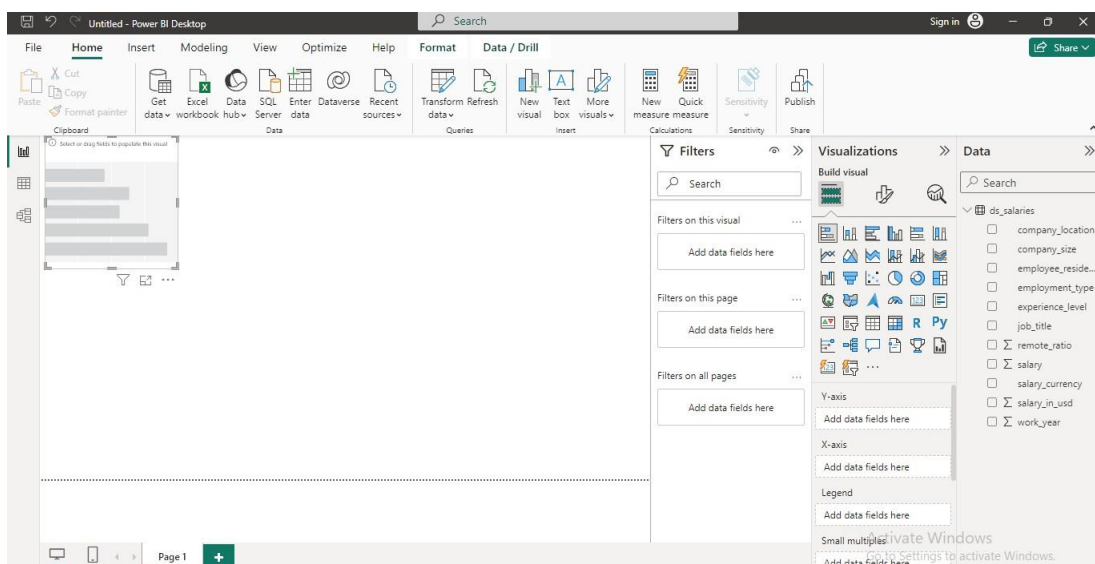 Untitled - Power BI Desktop
Search
Sign in
File Home Insert Modeling View Optimize Help Format Data / Drill
Share
Paste
Cut
Copy
Format painter
Clipboard
Get data
Excel workbook
Data hub
SQL Server
Enter data
Dataverse
Recent sources
Data
Transform data
Refresh
Queries
New visual
Text box
More visuals
Insert
New measure
Quick measure
Calculations
Sensitivity
Sensitivity
Publish
Share
Select or drag fields to populate this visual
Filters
Search
Filters on this visual
Add data fields here
Filters on this page
Add data fields here
Filters on all pages
Add data fields here
Visualizations
Build visual
123
R Py
123
Y-axis
Add data fields here
X-axis
Add data fields here
Legend
Add data fields here
Small multiples
Add data fields here
Data
Search
ds_salaries
company_location
company_size
employee_reside...
employment_type
experience_level
job_title
remote_ratio
salary
salary_currency
salary_in_usd
work_year
Activate Windows
Go to Settings to activate Windows.
Page 1